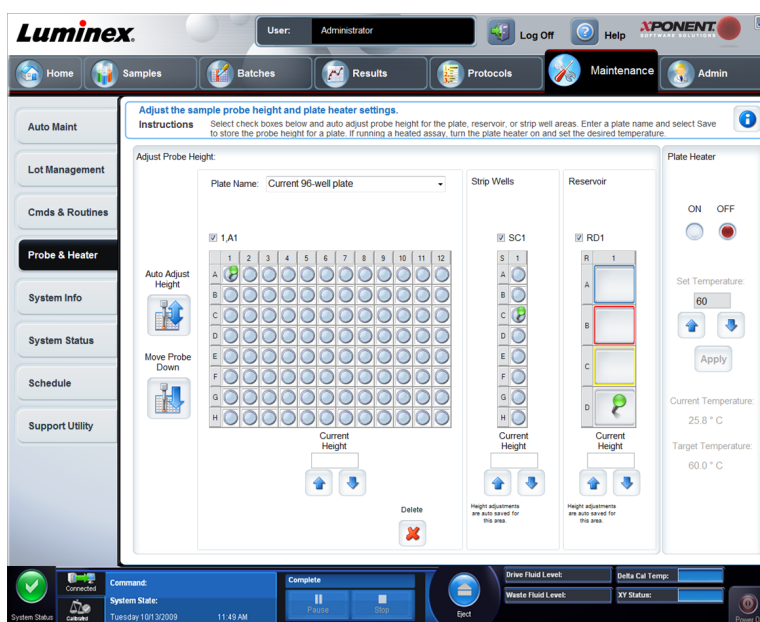 Luminex.
User: Administrator
Log Off
Help
XPONENT
SOFTWARE SOLUTIONS
Home
Samples
Batches
Results
Protocols
Maintenance
Admin
Auto Maint
Lot Management
Cmds & Routines
Probe & Heater
System Info
System Status
Schedule
Support Utility
Adjust the sample probe height and plate heater settings.
Instructions
Select check boxes below and auto adjust probe height for the plate, reservoir, or strip well areas. Enter a plate name and select Save
to store the probe height for a plate. If running a heated assay, turn the plate heater on and set the desired temperature.
Adjust Probe Height:
Plate Name: Current 96-well plate
1,A1
1 2 3 4 5 6 7 8 9 10 11 12
A
B
C
D
E
F
G
H
Auto Adjust
Height
Move Probe
Down
Current
Height
Delete
Strip Wells
SC1
S 1
A
B
C
D
E
F
G
H
Current
Height
Height adjustments
are auto saved for
this area.
Reservoir
RD1
R 1
A
B
C
D
Current
Height
Height adjustments
are auto saved for
this area.
Plate Heater
ON OFF
Set Temperature:
60
Apply
Current Temperature:
25.8 ° C
Target Temperature:
60.0 ° C
System Status
Connected
Calibrated
Command:
System State:
Tuesday 10/13/2009 11:49 AM
Complete
Pause
Stop
Eject
Drive Fluid Level:
Waste Fluid Level:
Delta Cal Temp:
XY Status: